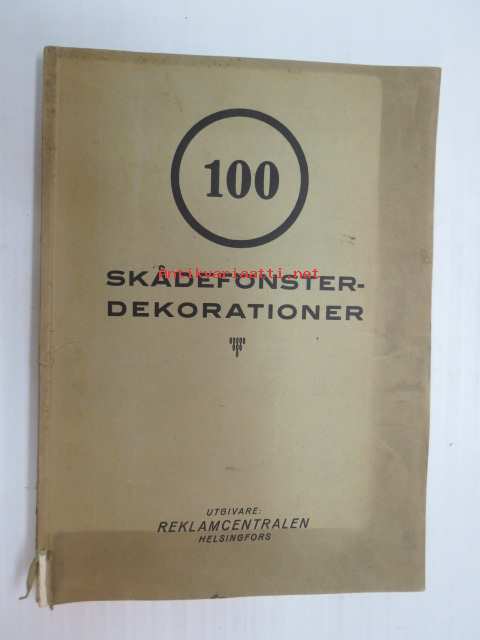 100
antikvariaatti.net
SKÅDEFÖNSTER-
DEKORATIONER
UTGIVARE:
REKLAMCENTRALEN
HELSINGFORS